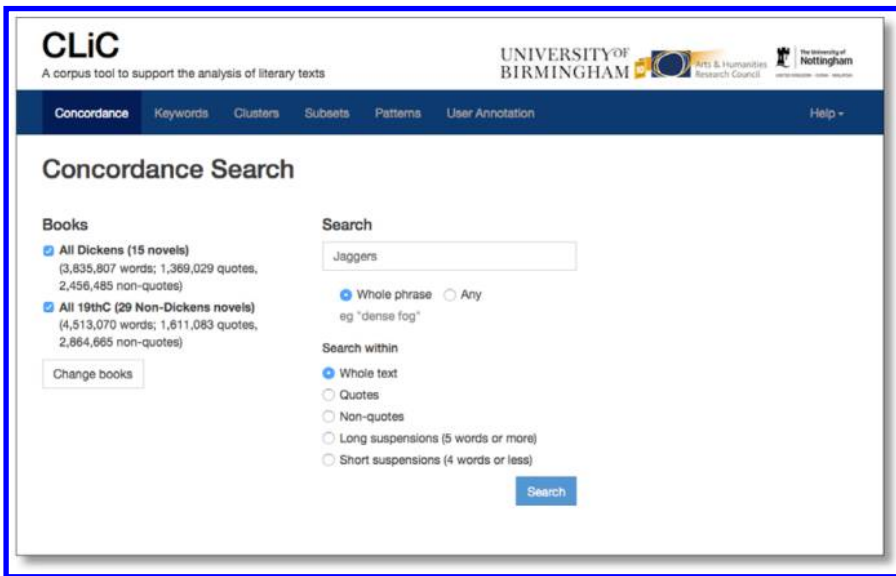 CLiC
A corpus tool to support the analysis of literary texts
UNIVERSITY OF
BIRMINGHAM
Arts & Humanities
Research Council
The University of
Nottingham
Concordance Keywords Clusters Subsets Patterns User Annotation Help
Concordance Search
Books
All Dickens (15 novels)
(3,835,807 words; 1,369,029 quotes,
2,456,485 non-quotes)
All 19thC (29 Non-Dickens novels)
(4,513,070 words; 1,611,083 quotes,
2,864,665 non-quotes)
Change books
Search
Jaggers
Whole phrase Any
eg "dense fog"
Search within
Whole text
Quotes
Non-quotes
Long suspensions (5 words or more)
Short suspensions (4 words or less)
Search